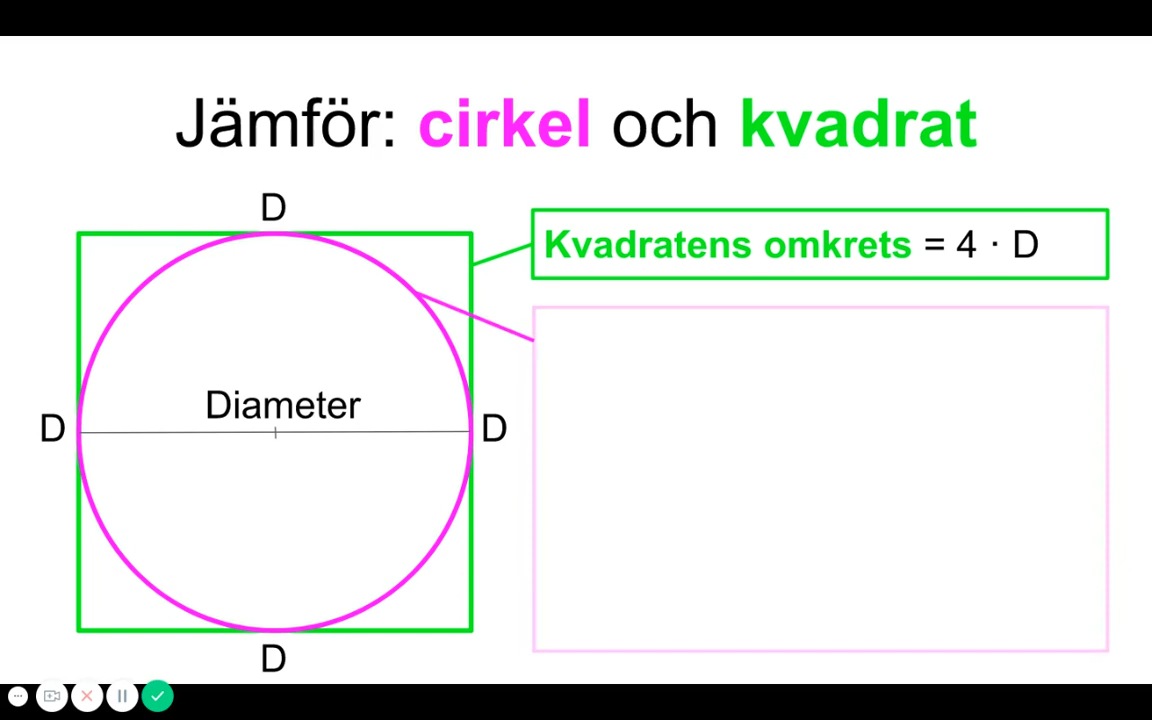 Jämför: cirkel och kvadrat
D
Kvadratens omkrets = 4 · D
Diameter
D
D
D